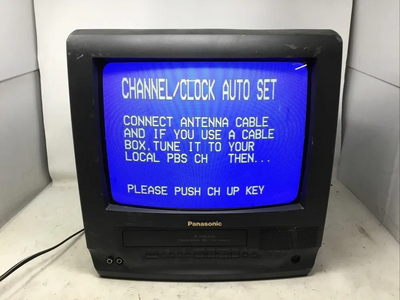 CHANNEL/CLOCK AUTO SET
CONNECT ANTENNA CABLE
AND IF YOU USE A CABLE
BOX,TUNE IT TO YOUR
LOCAL PBS CH THEN...
PLEASE PUSH CH UP KEY
Panasonic